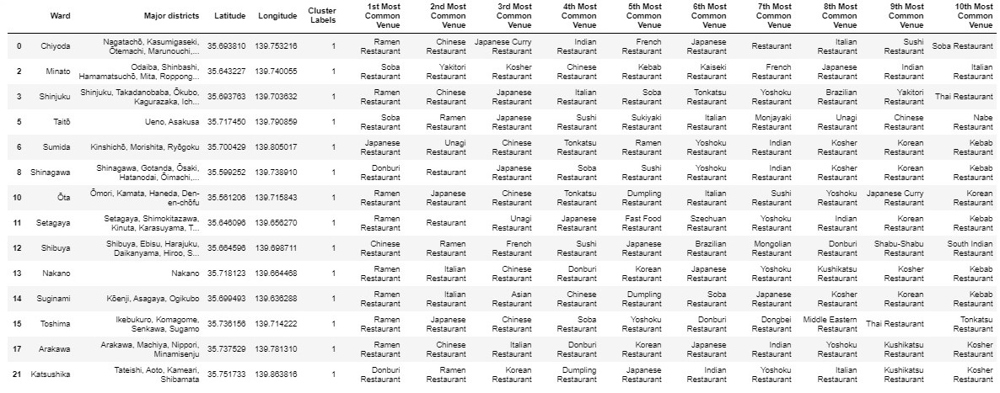 Ward Major districts Latitude Longitude Cluster Labels 1st Most Common Venue 2nd Most Common Venue 3rd Most Common Venue 4th Most Common Venue 5th Most Common Venue 6th Most Common Venue 7th Most Common Venue 8th Most Common Venue 9th Most Common Venue 10th Most Common Venue
0 Chiyoda Nagatachō, Kasumigaseki, Ōtemachi, Marunouchi,... 35.693810 139.753216 1 Ramen Restaurant Chinese Restaurant Japanese Curry Restaurant Indian Restaurant French Restaurant Japanese Restaurant Restaurant Italian Restaurant Sushi Restaurant Soba Restaurant
2 Minato Odaiba, Shinbashi, Hamamatsuchō, Mita, Roppong... 35.643227 139.740055 1 Soba Restaurant Yakitori Restaurant Kosher Restaurant Chinese Restaurant Kebab Restaurant Kaiseki Restaurant French Restaurant Japanese Restaurant Indian Restaurant Italian Restaurant
3 Shinjuku Shinjuku, Takadanobaba, Ōkubo, Kagurazaka, Ich... 35.693763 139.703632 1 Ramen Restaurant Chinese Restaurant Japanese Restaurant Italian Restaurant Soba Restaurant Tonkatsu Restaurant Yoshoku Restaurant Brazilian Restaurant Yakitori Restaurant Thai Restaurant
5 Taitō Ueno, Asakusa 35.717450 139.790859 1 Soba Restaurant Ramen Restaurant Japanese Restaurant Sushi Restaurant Sukiyaki Restaurant Italian Restaurant Monjayaki Restaurant Unagi Restaurant Chinese Restaurant Nabe Restaurant
6 Sumida Kinshichō, Morishita, Ryōgoku 35.700429 139.805017 1 Japanese Restaurant Unagi Restaurant Chinese Restaurant Tonkatsu Restaurant Ramen Restaurant Yoshoku Restaurant Indian Restaurant Kosher Restaurant Korean Restaurant Kebab Restaurant
8 Shinagawa Shinagawa, Gotanda, Ōsaki, Hatanodai, Ōimachi,... 35.599252 139.738910 1 Donburi Restaurant Restaurant Japanese Restaurant Soba Restaurant Sushi Restaurant Yoshoku Restaurant Indian Restaurant Kosher Restaurant Korean Restaurant Kebab Restaurant
10 Ōta Ōmori, Kamata, Haneda, Den-en-chōfu 35.561206 139.715843 1 Ramen Restaurant Japanese Restaurant Chinese Restaurant Tonkatsu Restaurant Dumpling Restaurant Italian Restaurant Sushi Restaurant Yoshoku Restaurant Japanese Curry Restaurant Korean Restaurant
11 Setagaya Setagaya, Shimokitazawa, Kinuta, Karasuyama, T... 35.646096 139.656270 1 Ramen Restaurant Restaurant Unagi Restaurant Japanese Restaurant Fast Food Restaurant Szechuan Restaurant Yoshoku Restaurant Indian Restaurant Korean Restaurant Kebab Restaurant
12 Shibuya Shibuya, Ebisu, Harajuku, Daikanyama, Hiroo, S... 35.664596 139.698711 1 Chinese Restaurant Ramen Restaurant French Restaurant Sushi Restaurant Japanese Restaurant Brazilian Restaurant Mongolian Restaurant Donburi Restaurant Shabu-Shabu Restaurant South Indian Restaurant
13 Nakano Nakano 35.718123 139.664468 1 Ramen Restaurant Italian Restaurant Chinese Restaurant Donburi Restaurant Korean Restaurant Japanese Restaurant Yoshoku Restaurant Kushikatsu Restaurant Kosher Restaurant Kebab Restaurant
14 Suginami Kōenji, Asagaya, Ogikubo 35.699493 139.636288 1 Ramen Restaurant Italian Restaurant Asian Restaurant Chinese Restaurant Dumpling Restaurant Soba Restaurant Japanese Restaurant Kosher Restaurant Korean Restaurant Kebab Restaurant
15 Toshima Ikebukuro, Komagome, Senkawa, Sugamo 35.736156 139.714222 1 Ramen Restaurant Japanese Restaurant Chinese Restaurant Soba Restaurant Yoshoku Restaurant Donburi Restaurant Dongbei Restaurant Middle Eastern Restaurant Thai Restaurant Tonkatsu Restaurant
17 Arakawa Arakawa, Machiya, Nippori, Minamisenju 35.737529 139.781310 1 Ramen Restaurant Chinese Restaurant Italian Restaurant Donburi Restaurant Korean Restaurant Japanese Restaurant Indian Restaurant Yoshoku Restaurant Kushikatsu Restaurant Kosher Restaurant
21 Katsushika Tateishi, Aoto, Kameari, Shibamata 35.751733 139.863816 1 Donburi Restaurant Ramen Restaurant Korean Restaurant Dumpling Restaurant Japanese Restaurant Indian Restaurant Yoshoku Restaurant Italian Restaurant Kushikatsu Restaurant Kosher Restaurant